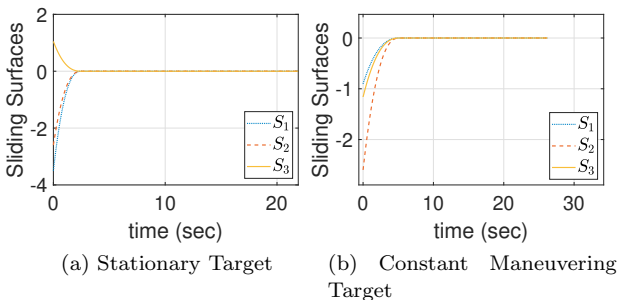 2
0
-2
-4
Sliding Surfaces
0
10
20
time (sec)
S1
S2
S3
(a) Stationary Target
0
-1
-2
Sliding Surfaces
0
10
20
30
time (sec)
S1
S2
S3
(b) Constant Maneuvering
Target